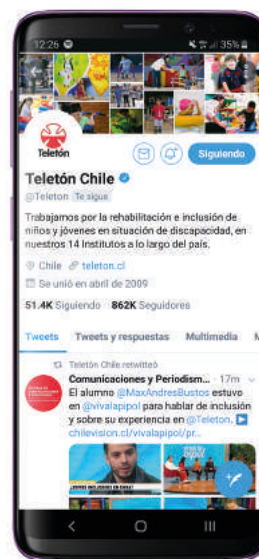 12:26 35%
Teletón
Siguiendo
Teletón Chile
@Teleton Te sigue
Trabajamos por la rehabilitación e inclusión de
niños y jóvenes en situación de discapacidad, en
nuestros 14 Institutos a lo largo del país.
Chile teleton.cl
Se unió en abril de 2009
51.4K Siguiendo 862K Seguidores
Tweets Tweets y respuestas Multimedia M
Teletón Chile retwitteó
Comunicaciones y Periodism... · 17m
El alumno @MaxAndresBustos estuvo
en @vivalapipol para hablar de inclusión
y sobre su experiencia en @Teleton.
chilevision.cl/vivalapipol/pr...